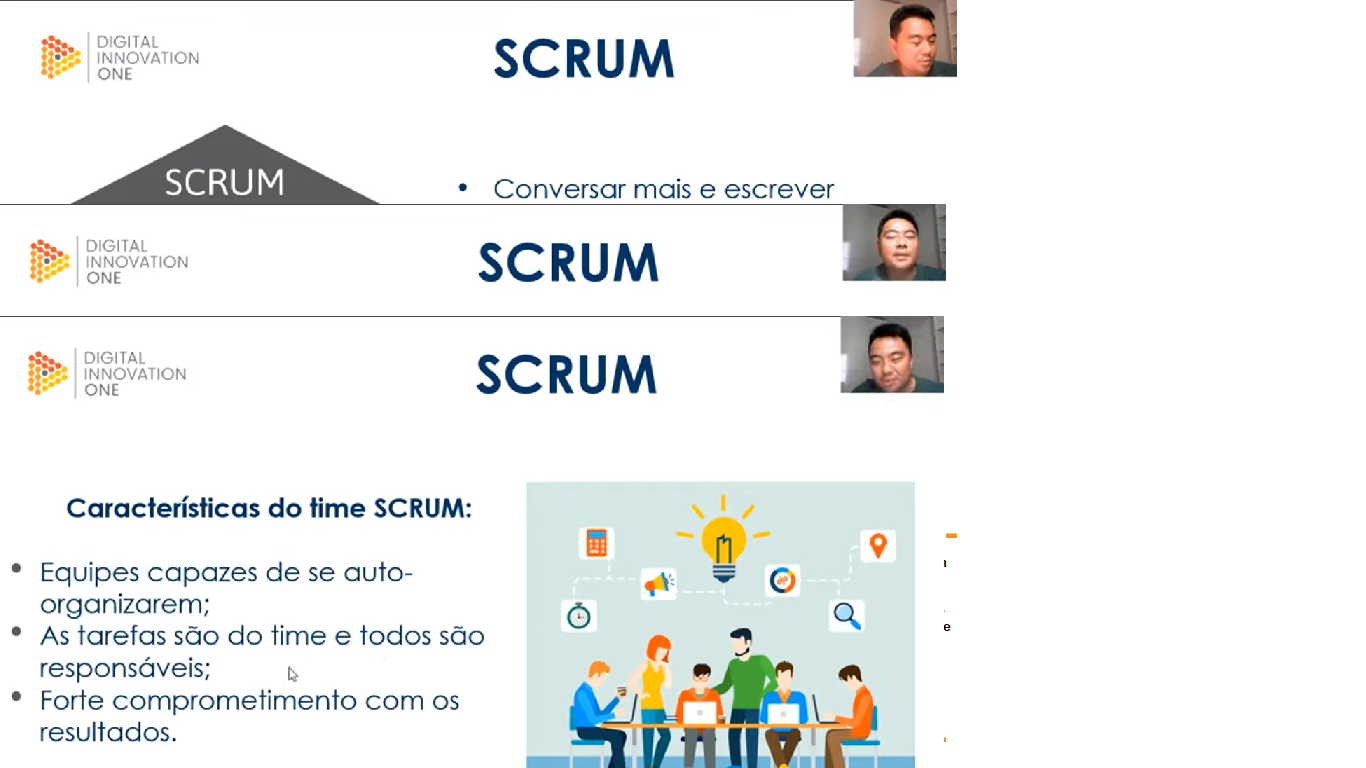 DIGITAL
INNOVATION
ONE
SCRUM
SCRUM
• Conversar mais e escrever
DIGITAL
INNOVATION
ONE
SCRUM
DIGITAL
INNOVATION
ONE
SCRUM
Características do time SCRUM:
• Equipes capazes de se auto-
organizarem;
• As tarefas são do time e todos são
responsáveis;
• Forte comprometimento com os
resultados.
e